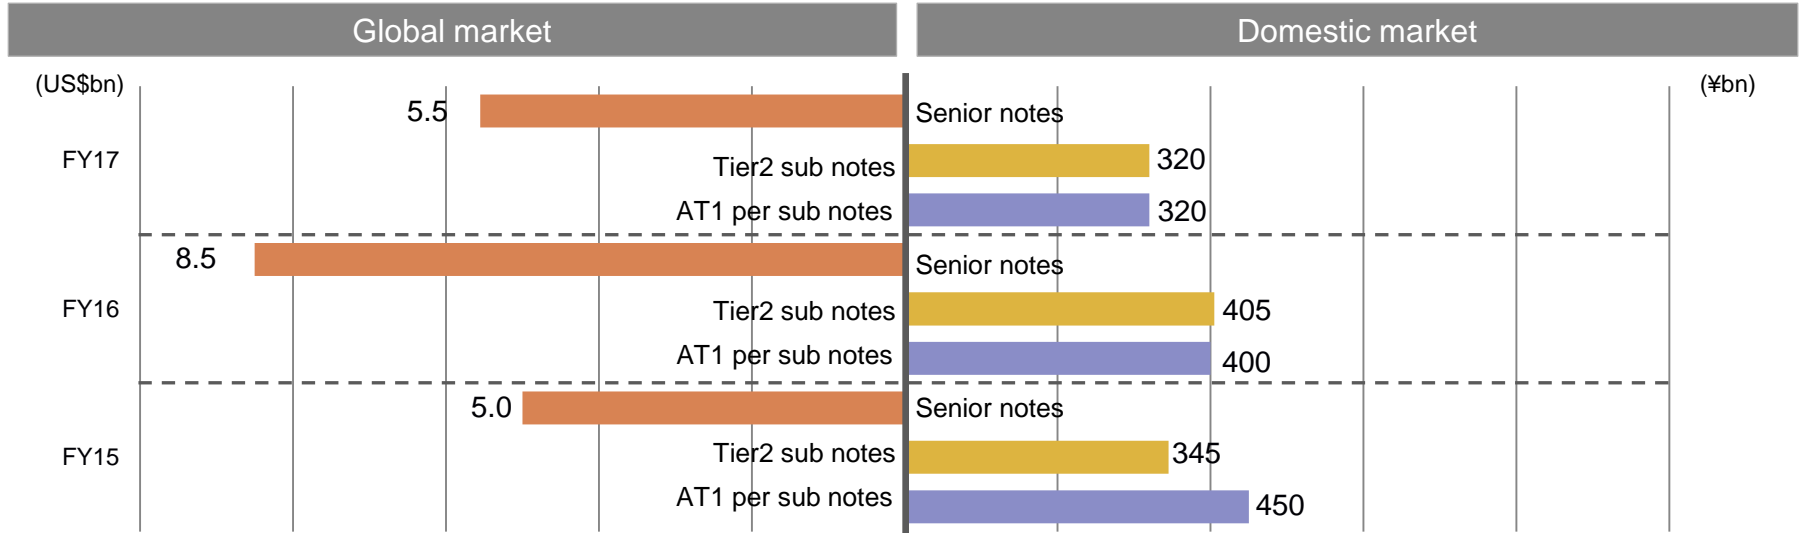 Global market
Domestic market
(US$bn)
(¥bn)
5.5
Senior notes
FY17
Tier2 sub notes
320
AT1 per sub notes
320
8.5
Senior notes
FY16
Tier2 sub notes
405
AT1 per sub notes
400
5.0
Senior notes
FY15
Tier2 sub notes
345
AT1 per sub notes
450